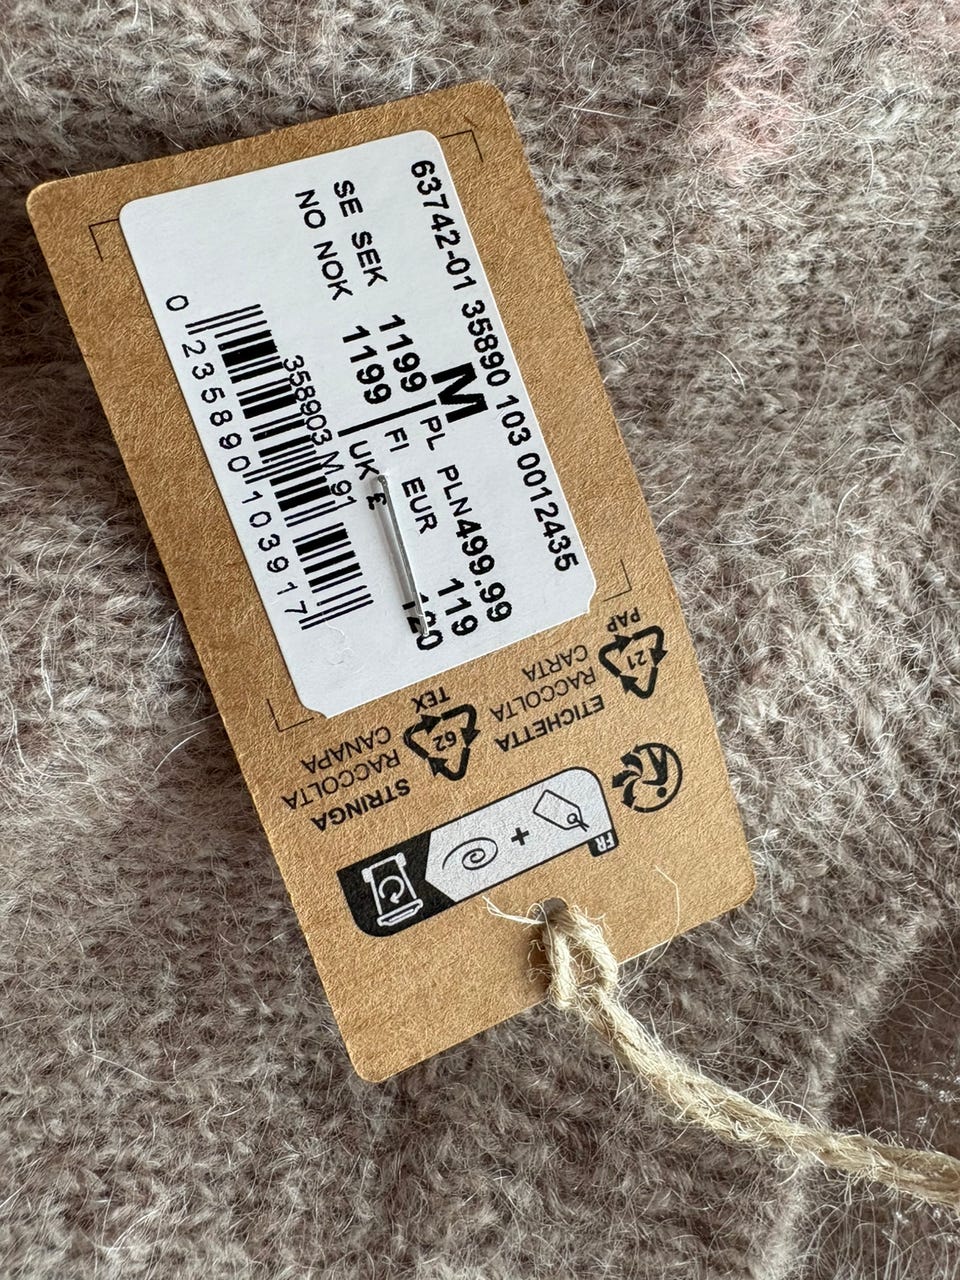 63742-01 35890 103 0012435
M
SE SEK 1199
NO NOK 1199
PL PLN499.99
FI EUR 119
UK £ 120
358903 M 91
0 235890 103917
PAP
21
ETICHETTA
RACCOLTA
CARTA
TEX
62
STRINGA
RACCOLTA
CANAPA
FR
+